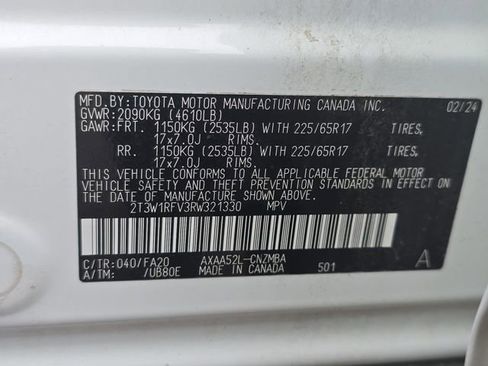 MFD.BY:TOYOTA MOTOR MANUFACTURING CANADA INC. 02/24
GVWR:2090KG (4610LB)
GAWR:FRT. 1150KG (2535LB) WITH 225/65R17 TIRES,
17x7.0J RIMS.
RR. 1150KG (2535LB) WITH 225/65R17 TIRES,
17x7.0J RIMS.
THIS VEHICLE CONFORMS TO ALL APPLICABLE FEDERAL MOTOR
VEHICLE SAFETY AND THEFT PREVENTION STANDARDS IN EFFECT ON
THE DATE OF MANUFACTURE SHOWN ABOVE.
2T3W1RFV3RW321330 MPV
C/TR:040/FA20 AXAA52L-CNZMBA A
A/TM: /UB80E MADE IN CANADA 501